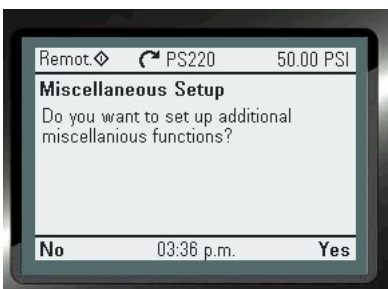 Remot. PS220 50.00 PSI
Miscellaneous Setup
Do you want to set up additional
miscellanious functions?
No 03:36 p.m. Yes